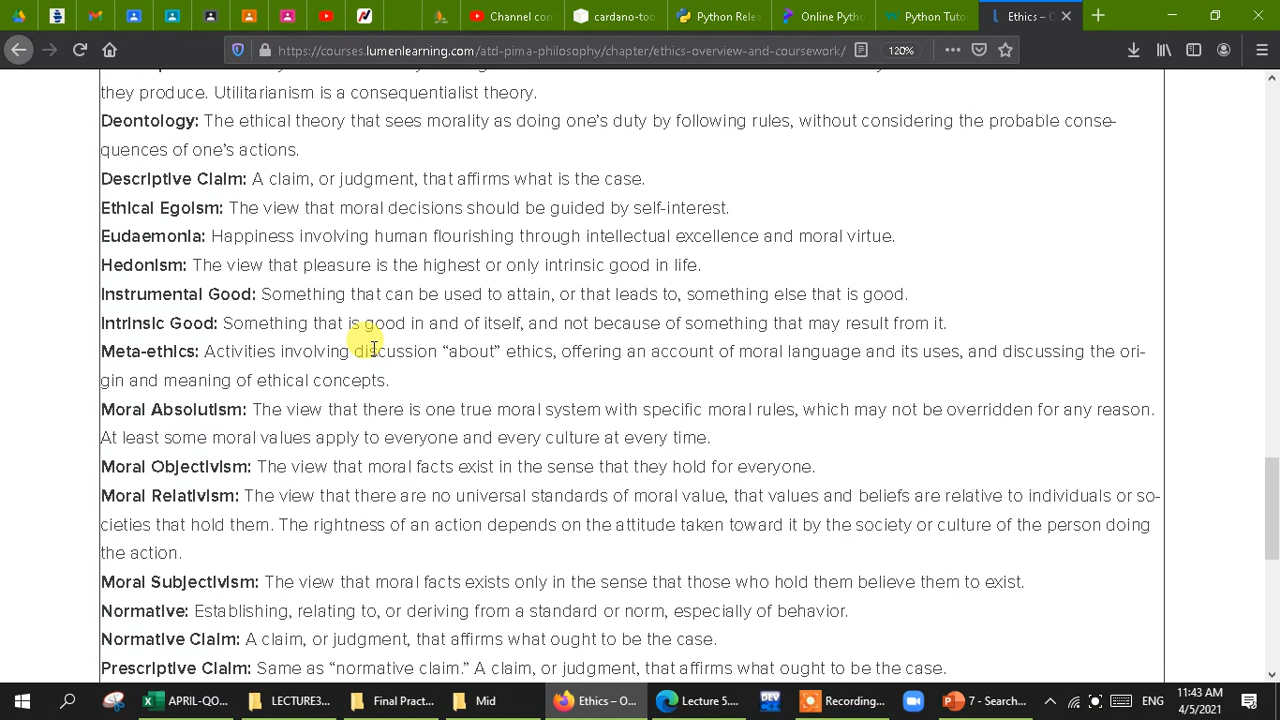 Channel con
cardano-too
Python Relea
Online Pytho
Python Tuto
Ethics – O
https://courses.lumenlearning.com/atd-pima-philosophy/chapter/ethics-overview-and-coursework/
120%
they produce. Utilitarianism is a consequentialist theory.
Deontology: The ethical theory that sees morality as doing one's duty by following rules, without considering the probable conse-
quences of one's actions.
Descriptive Claim: A claim, or judgment, that affirms what is the case.
Ethical Egoism: The view that moral decisions should be guided by self-interest.
Eudaemonia: Happiness involving human flourishing through intellectual excellence and moral virtue.
Hedonism: The view that pleasure is the highest or only intrinsic good in life.
Instrumental Good: Something that can be used to attain, or that leads to, something else that is good.
Intrinsic Good: Something that is good in and of itself, and not because of something that may result from it.
Meta-ethics: Activities involving discussion “about” ethics, offering an account of moral language and its uses, and discussing the ori-
gin and meaning of ethical concepts.
Moral Absolutism: The view that there is one true moral system with specific moral rules, which may not be overridden for any reason.
At least some moral values apply to everyone and every culture at every time.
Moral Objectivism: The view that moral facts exist in the sense that they hold for everyone.
Moral Relativism: The view that there are no universal standards of moral value, that values and beliefs are relative to individuals or so-
cieties that hold them. The rightness of an action depends on the attitude taken toward it by the society or culture of the person doing
the action.
Moral Subjectivism: The view that moral facts exists only in the sense that those who hold them believe them to exist.
Normative: Establishing, relating to, or deriving from a standard or norm, especially of behavior.
Normative Claim: A claim, or judgment, that affirms what ought to be the case.
Prescriptive Claim: Same as “normative claim.” A claim, or judgment, that affirms what ought to be the case.
APRIL-QO...
LECTURE3...
Final Pract...
Mid
Ethics – O...
Lecture 5....
DEV
Recording...
7 - Search...
ENG
11:43 AM
4/5/2021